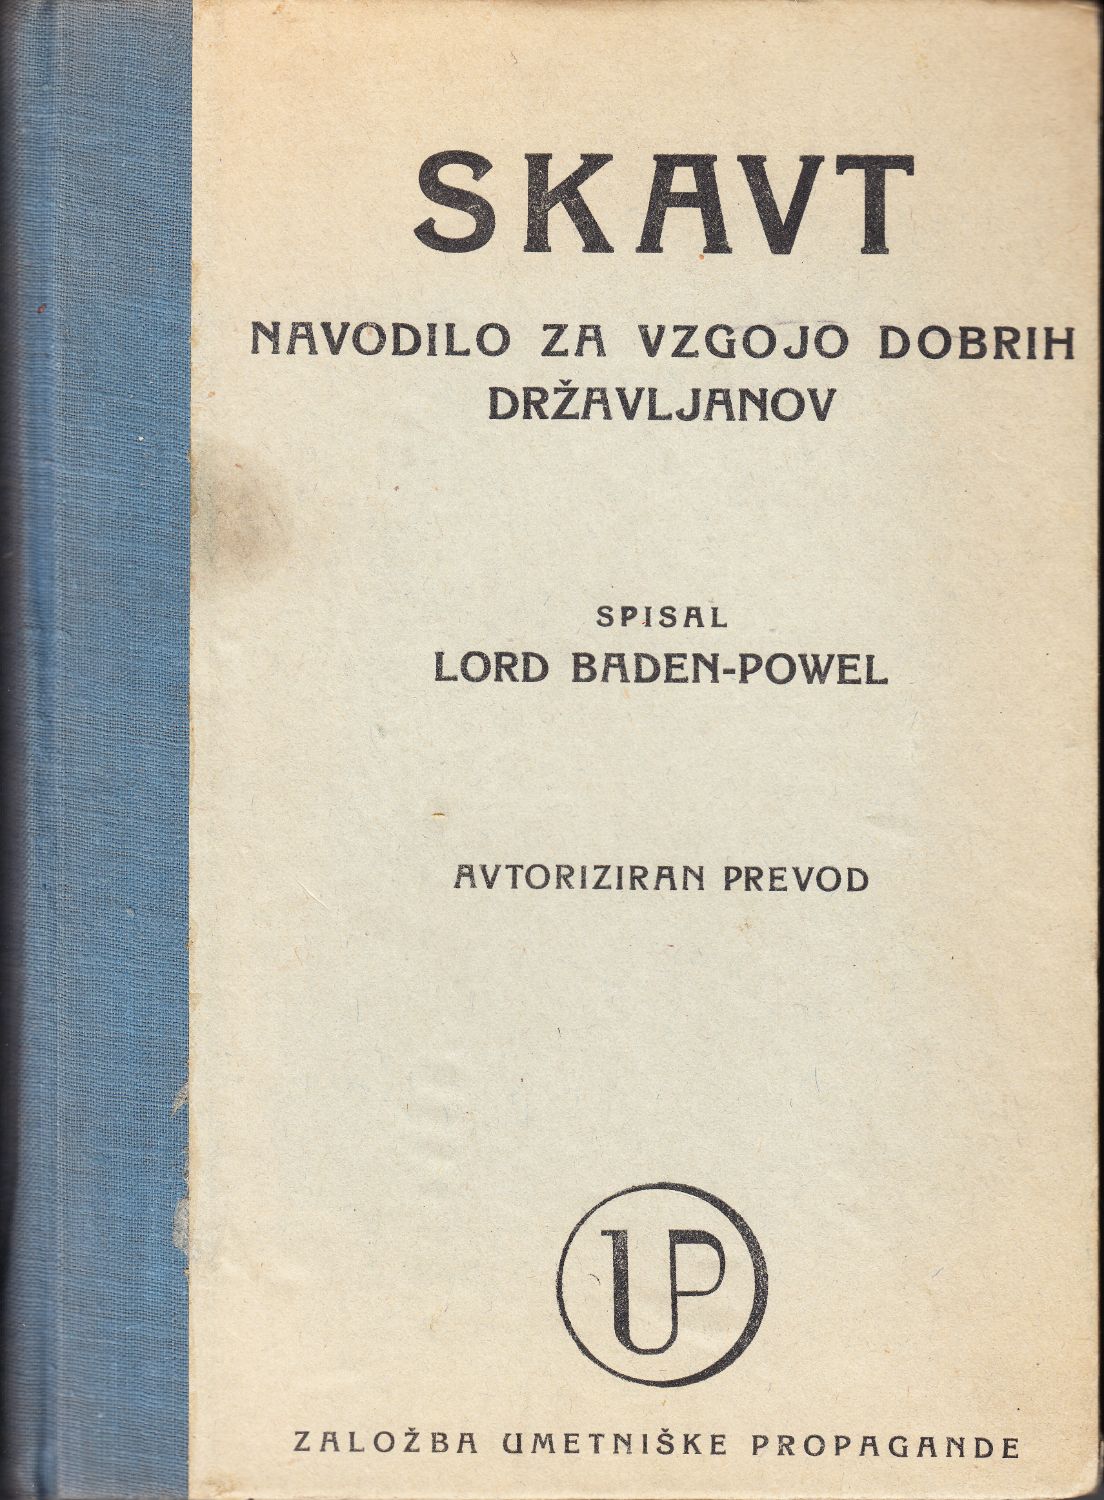 SKAVT
NAVODILO ZA VZGOJO DOBRIH
DRŽAVLJANOV
SPISAL
LORD BADEN-POWEL
AVTORIZIRAN PREVOD
UP
ZALOŽBA UMETNIŠKE PROPAGANDE